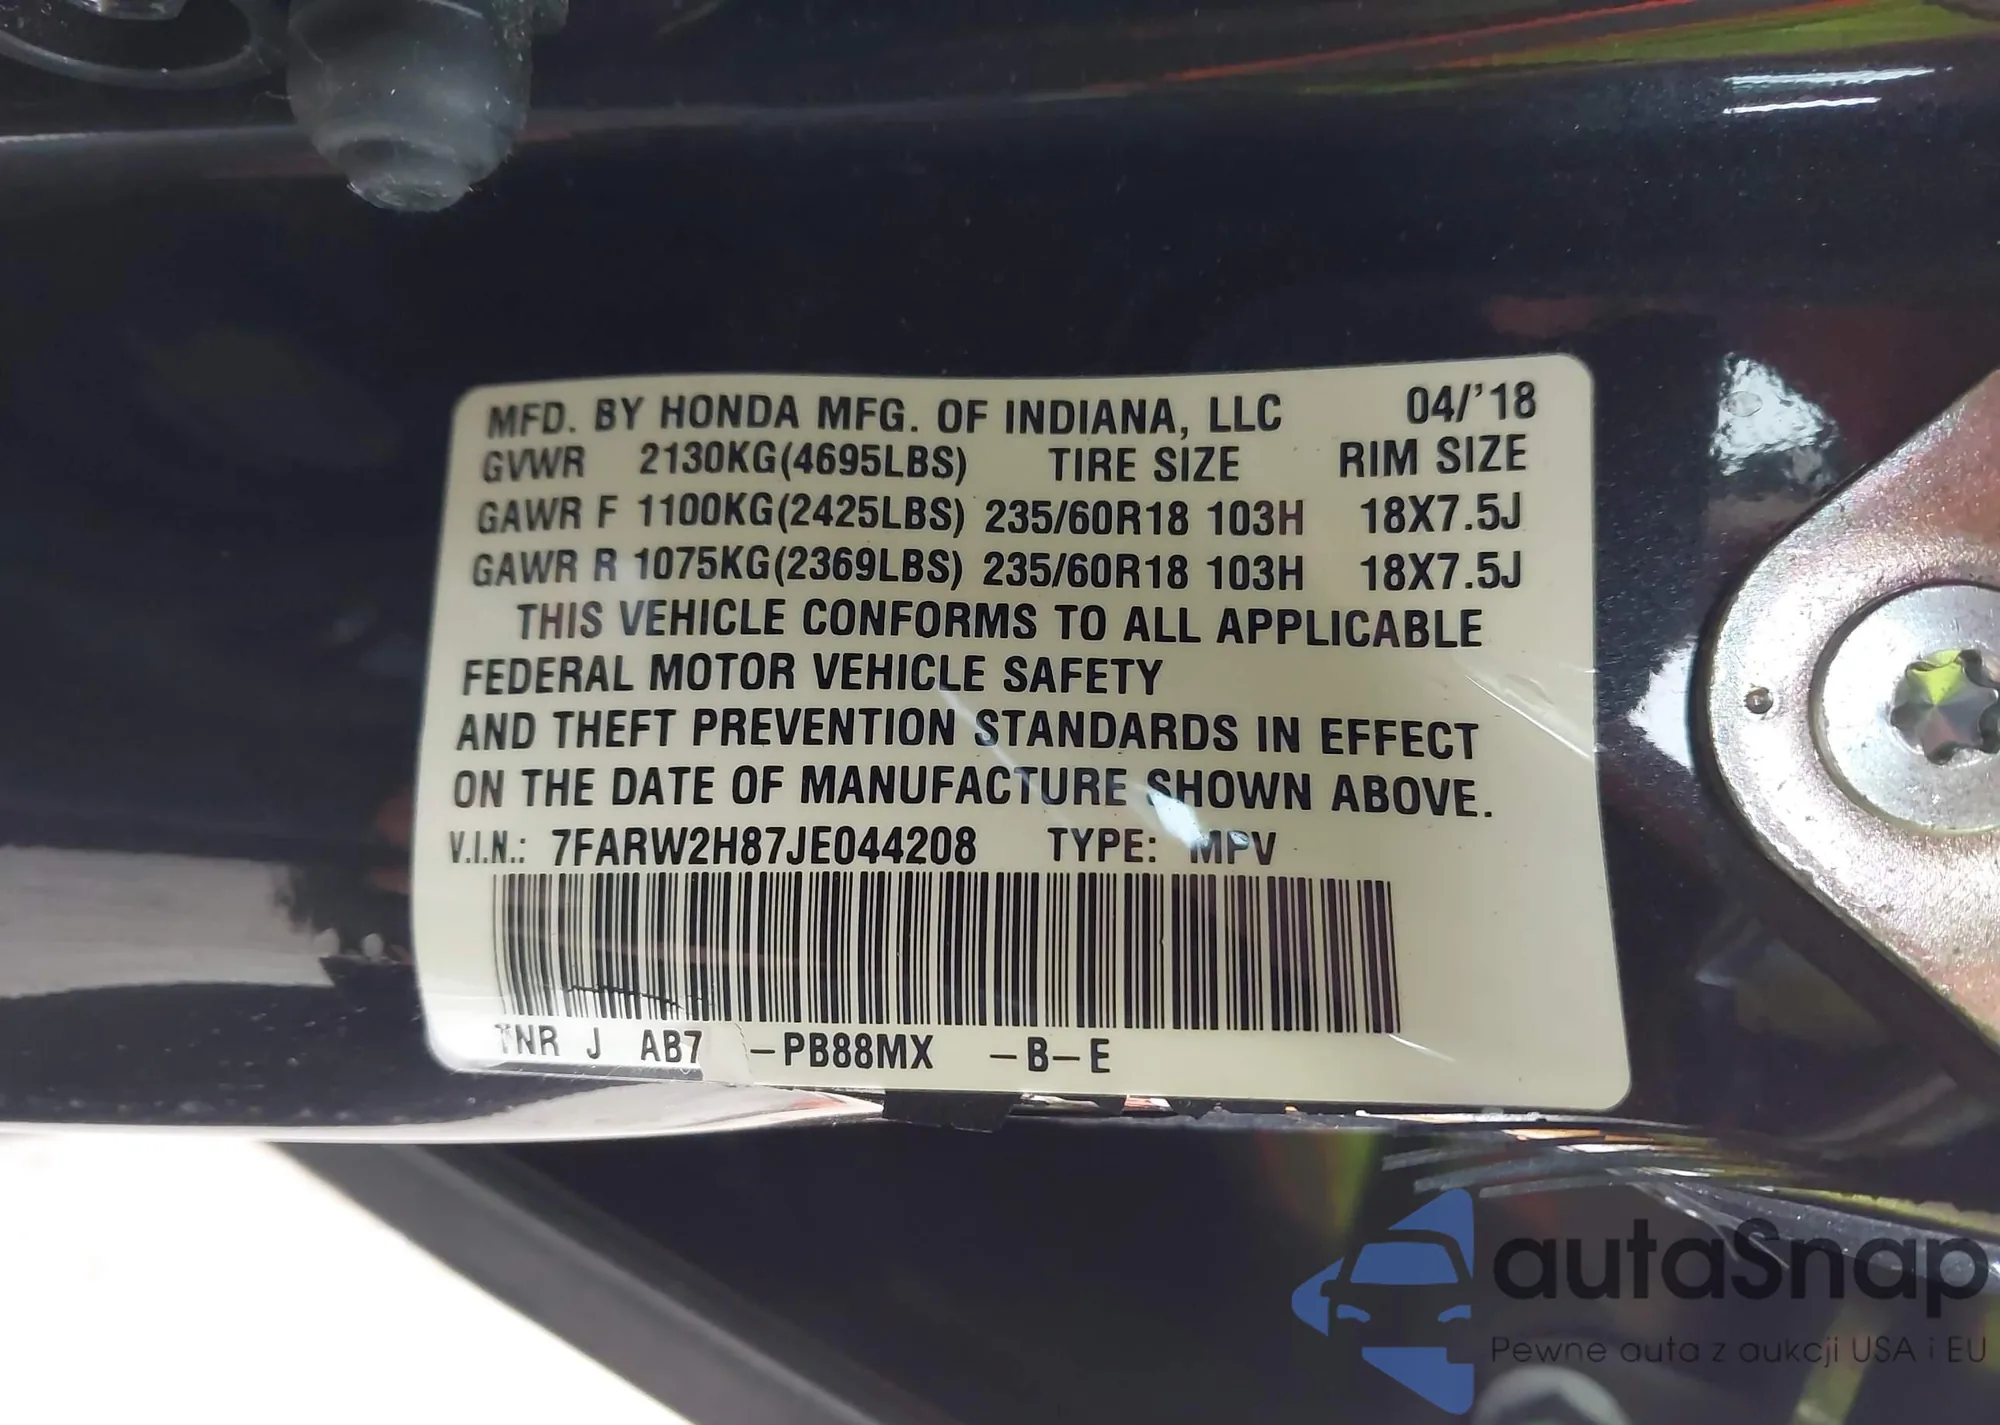 MFD. BY HONDA MFG. OF INDIANA, LLC 04/'18
GVWR 2130KG(4695LBS) TIRE SIZE RIM SIZE
GAWR F 1100KG(2425LBS) 235/60R18 103H 18X7.5J
GAWR R 1075KG(2369LBS) 235/60R18 103H 18X7.5J
THIS VEHICLE CONFORMS TO ALL APPLICABLE
FEDERAL MOTOR VEHICLE SAFETY
AND THEFT PREVENTION STANDARDS IN EFFECT
ON THE DATE OF MANUFACTURE SHOWN ABOVE.
V.I.N.: 7FARW2H87JE044208 TYPE: MPV
TNR J AB7 -PB88MX -B-E
autaSnap
Pewne auta z aukcji USA i EU